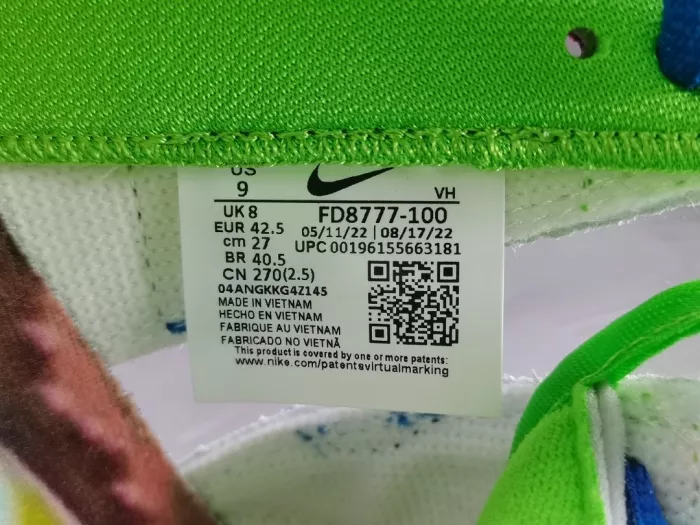 US
9
VH
UK 8
FD8777-100
EUR 42.5
05/11/22 | 08/17/22
cm 27
UPC 00196155663181
BR 40.5
CN 270(2.5)
04ANGKKG4Z145
MADE IN VIETNAM
HECHO EN VIETNAM
FABRIQUE AU VIETNAM
FABRICADO NO VIETNÃ
This product is covered by one or more patents:
www.nike.com/patentsvirtualmarking